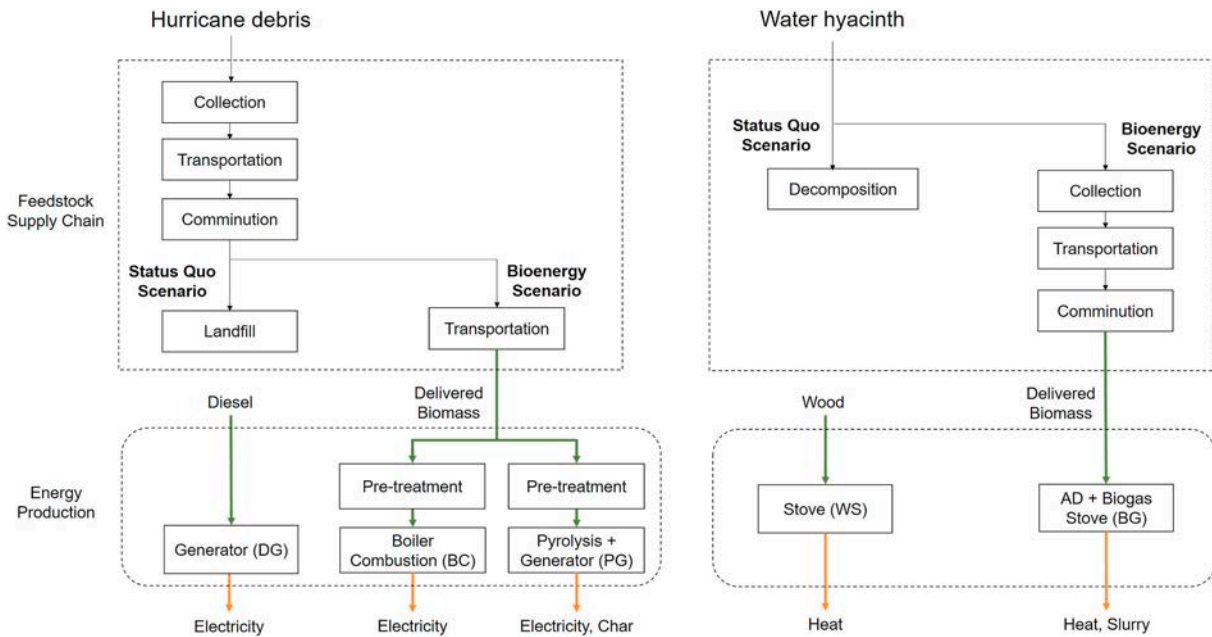 Hurricane debris
Collection
Transportation
Comminution
Status Quo
Scenario
Bioenergy
Scenario
Landfill
Transportation
Feedstock
Supply Chain
Diesel
Delivered
Biomass
Energy
Production
Pre-treatment
Pre-treatment
Generator (DG)
Boiler
Combustion (BC)
Pyrolysis +
Generator (PG)
Electricity
Electricity
Electricity, Char
Water hyacinth
Status Quo
Scenario
Bioenergy
Scenario
Decomposition
Collection
Transportation
Comminution
Wood
Delivered
Biomass
Stove (WS)
AD + Biogas
Stove (BG)
Heat
Heat, Slurry